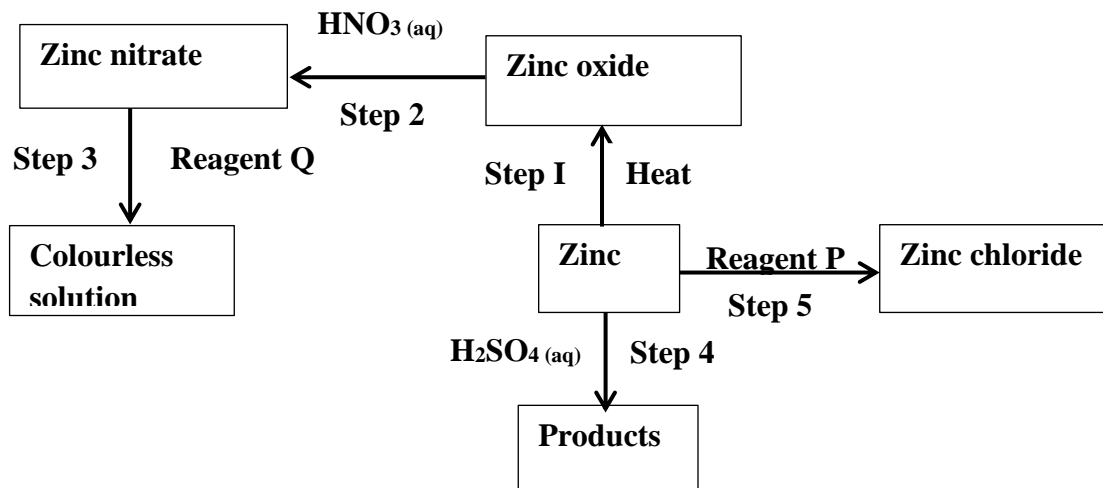 HNO3 (aq)
Zinc nitrate
Zinc oxide
Step 2
Step 3
Reagent Q
Step I
Heat
Colourless
solution
Zinc
Reagent P
Zinc chloride
Step 5
H2SO4 (aq)
Step 4
Products